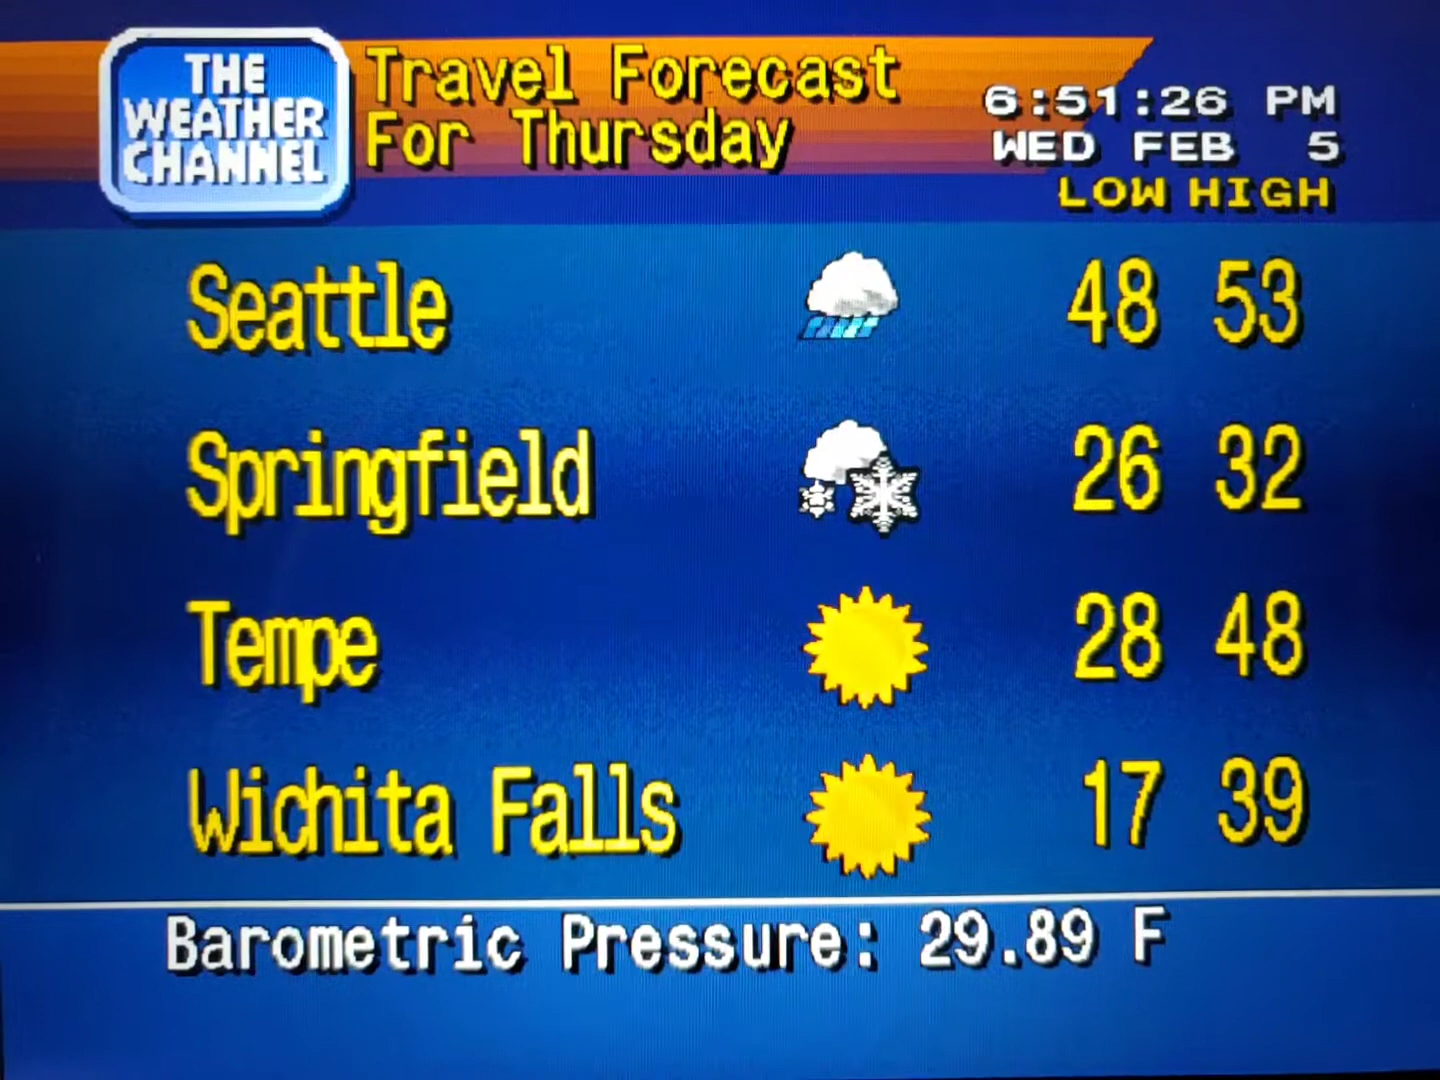 THE
WEATHER
CHANNEL
Travel Forecast
For Thursday
6:51:26 PM
WED FEB 5
LOW HIGH
Seattle 48 53
Springfield 26 32
Tempe 28 48
Wichita Falls 17 39
Barometric Pressure: 29.89 F